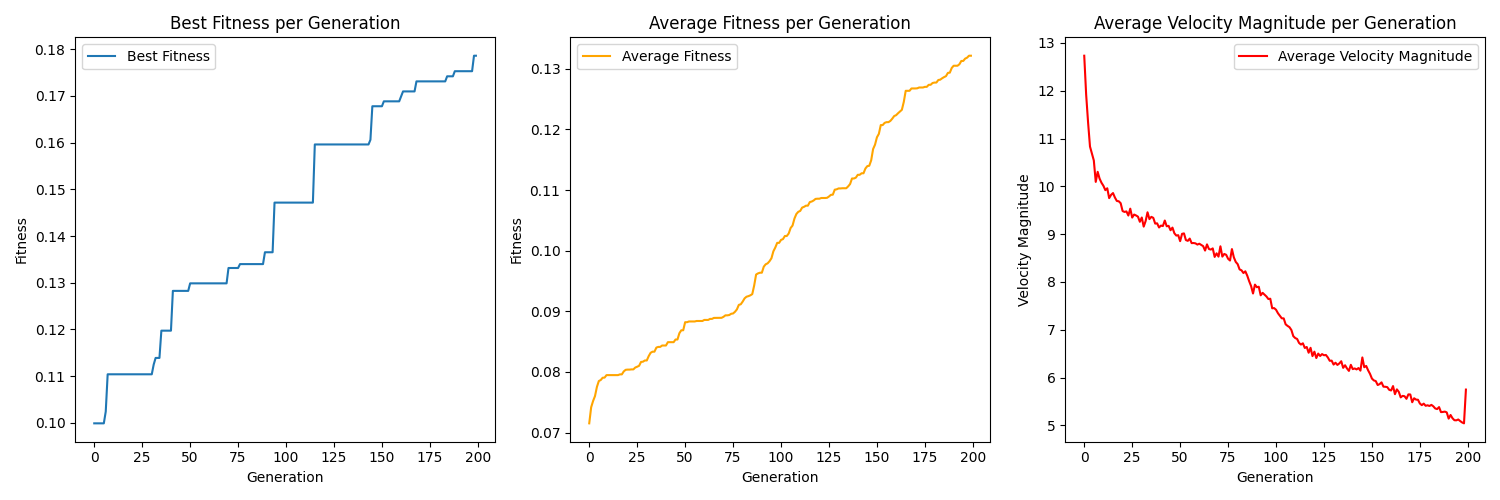 Best Fitness per Generation
Best Fitness
Fitness
0.18
0.17
0.16
0.15
0.14
0.13
0.12
0.11
0.10
0 25 50 75 100 125 150 175 200
Generation
Average Fitness per Generation
Average Fitness
Fitness
0.13
0.12
0.11
0.10
0.09
0.08
0.07
0 25 50 75 100 125 150 175 200
Generation
Average Velocity Magnitude per Generation
Average Velocity Magnitude
Velocity Magnitude
13
12
11
10
9
8
7
6
5
0 25 50 75 100 125 150 175 200
Generation